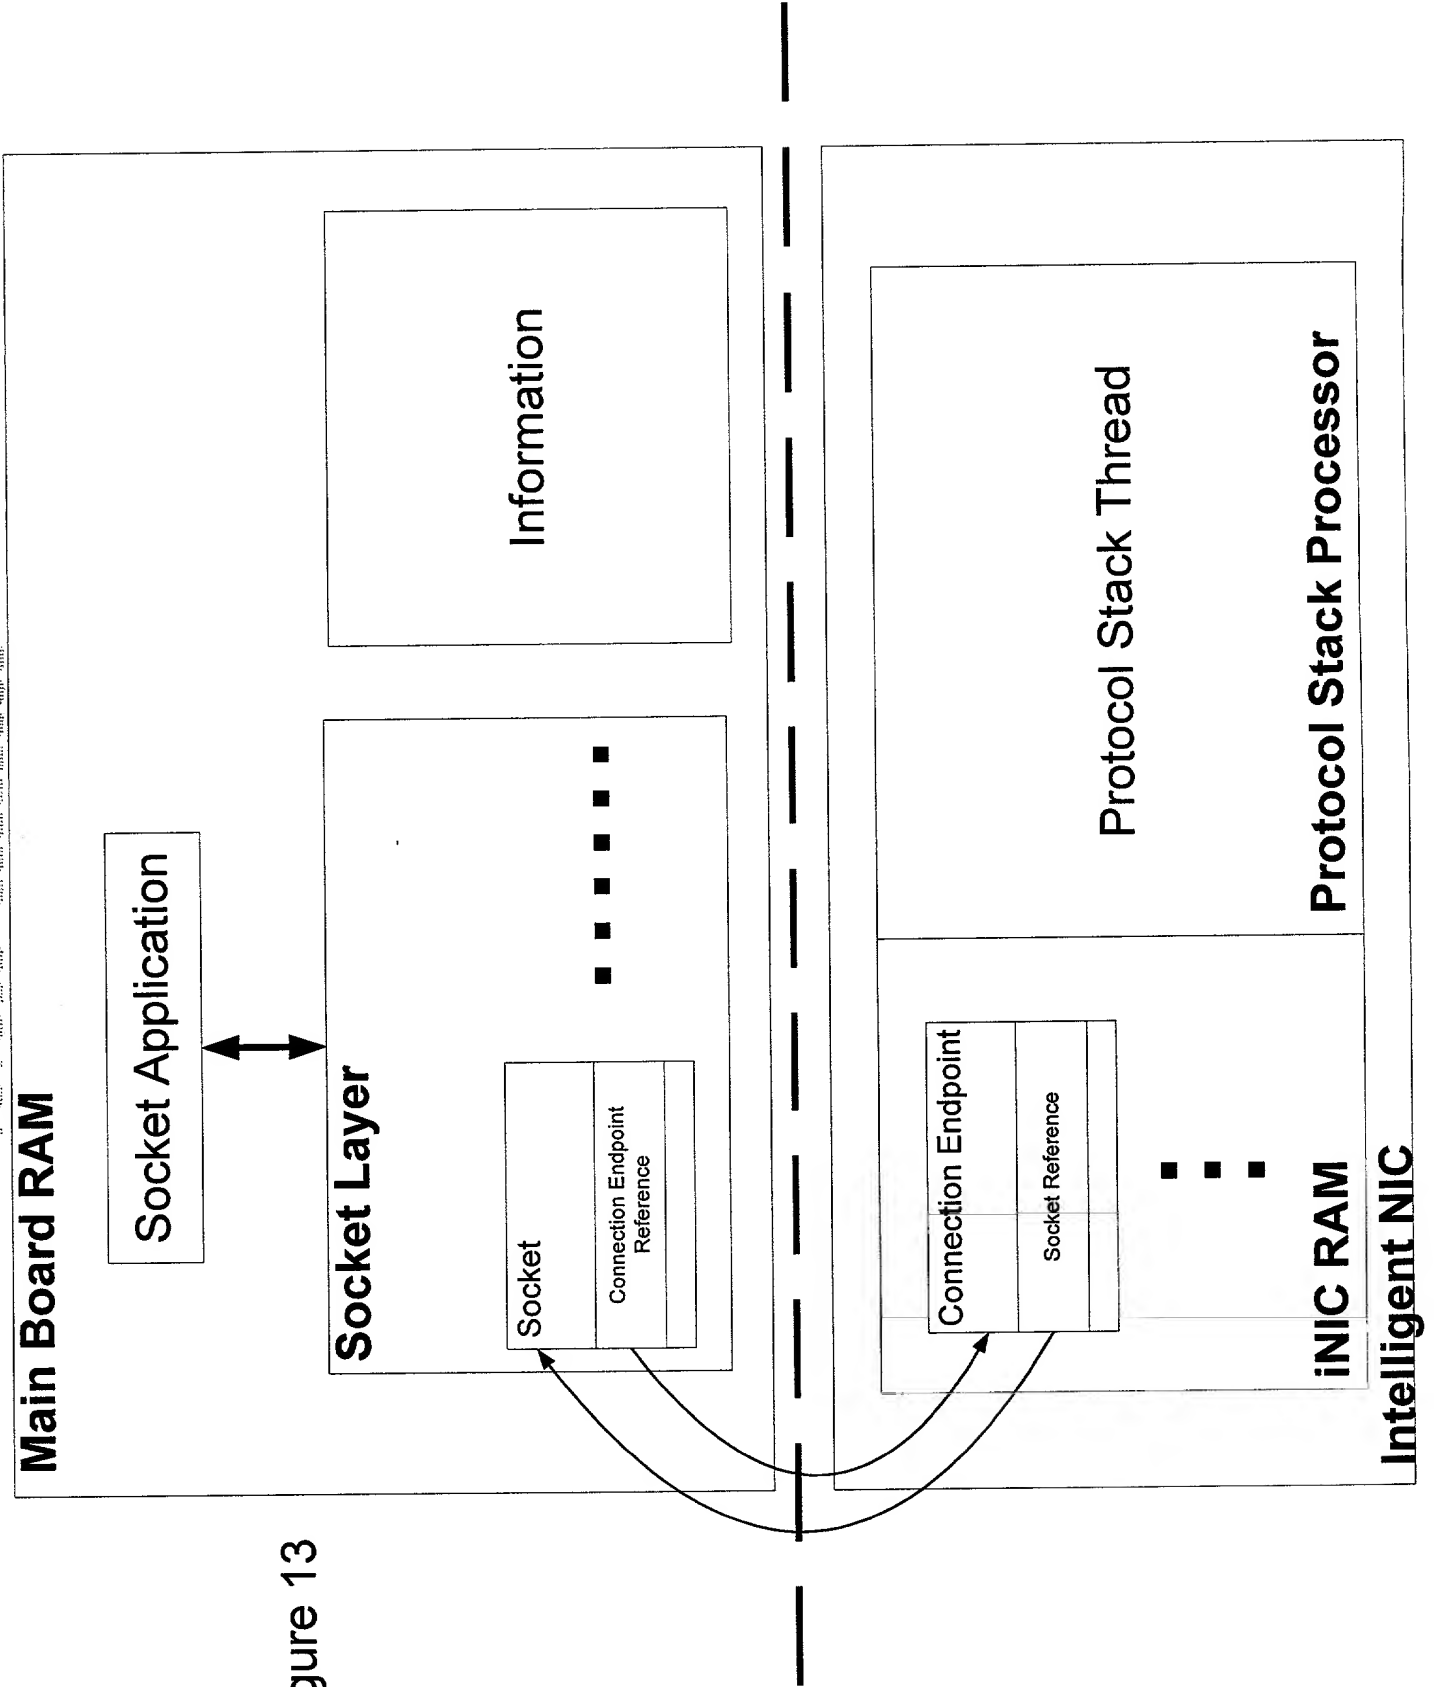 gure 13
Main Board RAM
Socket Application
Socket Layer
Socket
Connection Endpoint
Reference
Information
Connection Endpoint
Socket Reference
iNIC RAM
Protocol Stack Thread
Protocol Stack Processor
Intelligent NIC